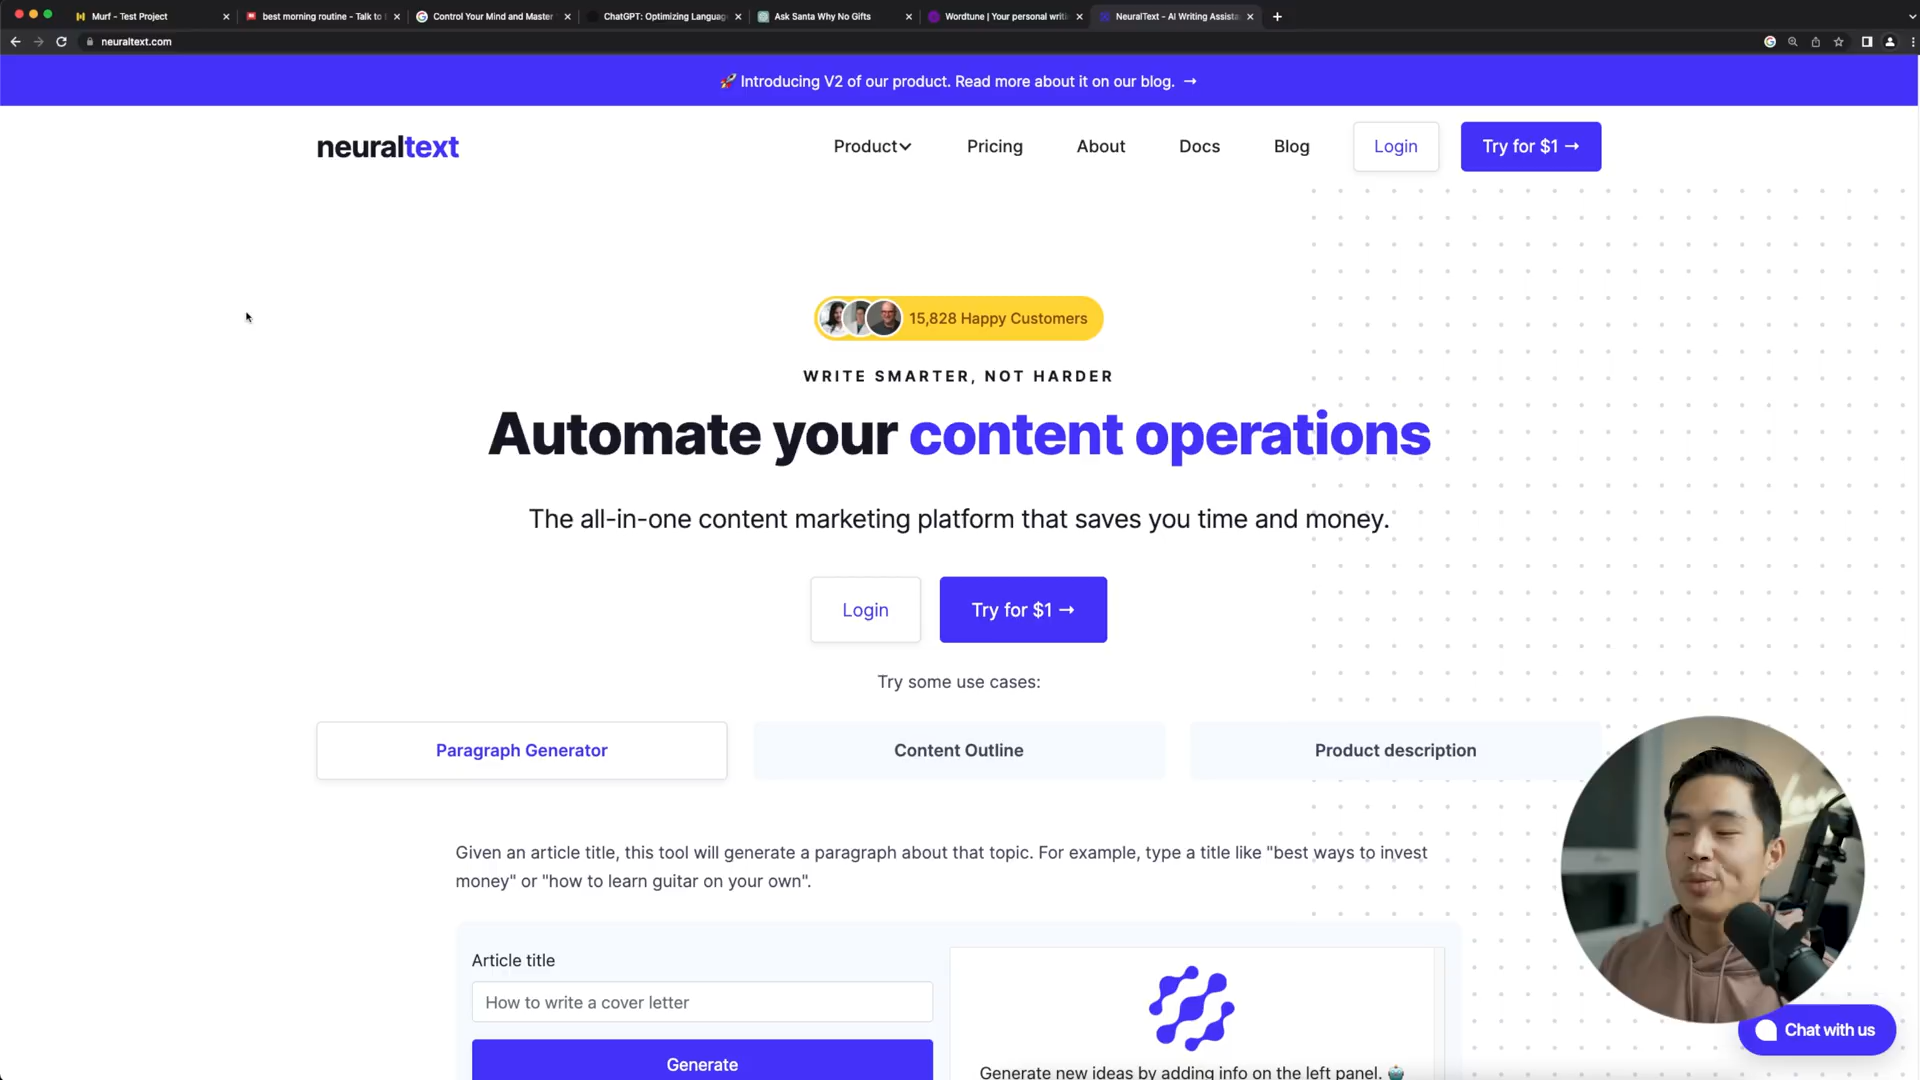 Murf - Test Project
best morning routine - Talk to
Control Your Mind and Master
ChatGPT: Optimizing Languag
Ask Santa Why No Gifts
Wordtune | Your personal writi
NeuralText - AI Writing Assista
neuraltext.com
🚀 Introducing V2 of our product. Read more about it on our blog. →
neuraltext
Product
Pricing
About
Docs
Blog
Login
Try for $1 →
15,828 Happy Customers
WRITE SMARTER, NOT HARDER
Automate your content operations
The all-in-one content marketing platform that saves you time and money.
Login
Try for $1 →
Try some use cases:
Paragraph Generator
Content Outline
Product description
Given an article title, this tool will generate a paragraph about that topic. For example, type a title like "best ways to invest
money" or "how to learn guitar on your own".
Article title
How to write a cover letter
Generate
Generate new ideas by adding info on the left panel. 🤖
Chat with us